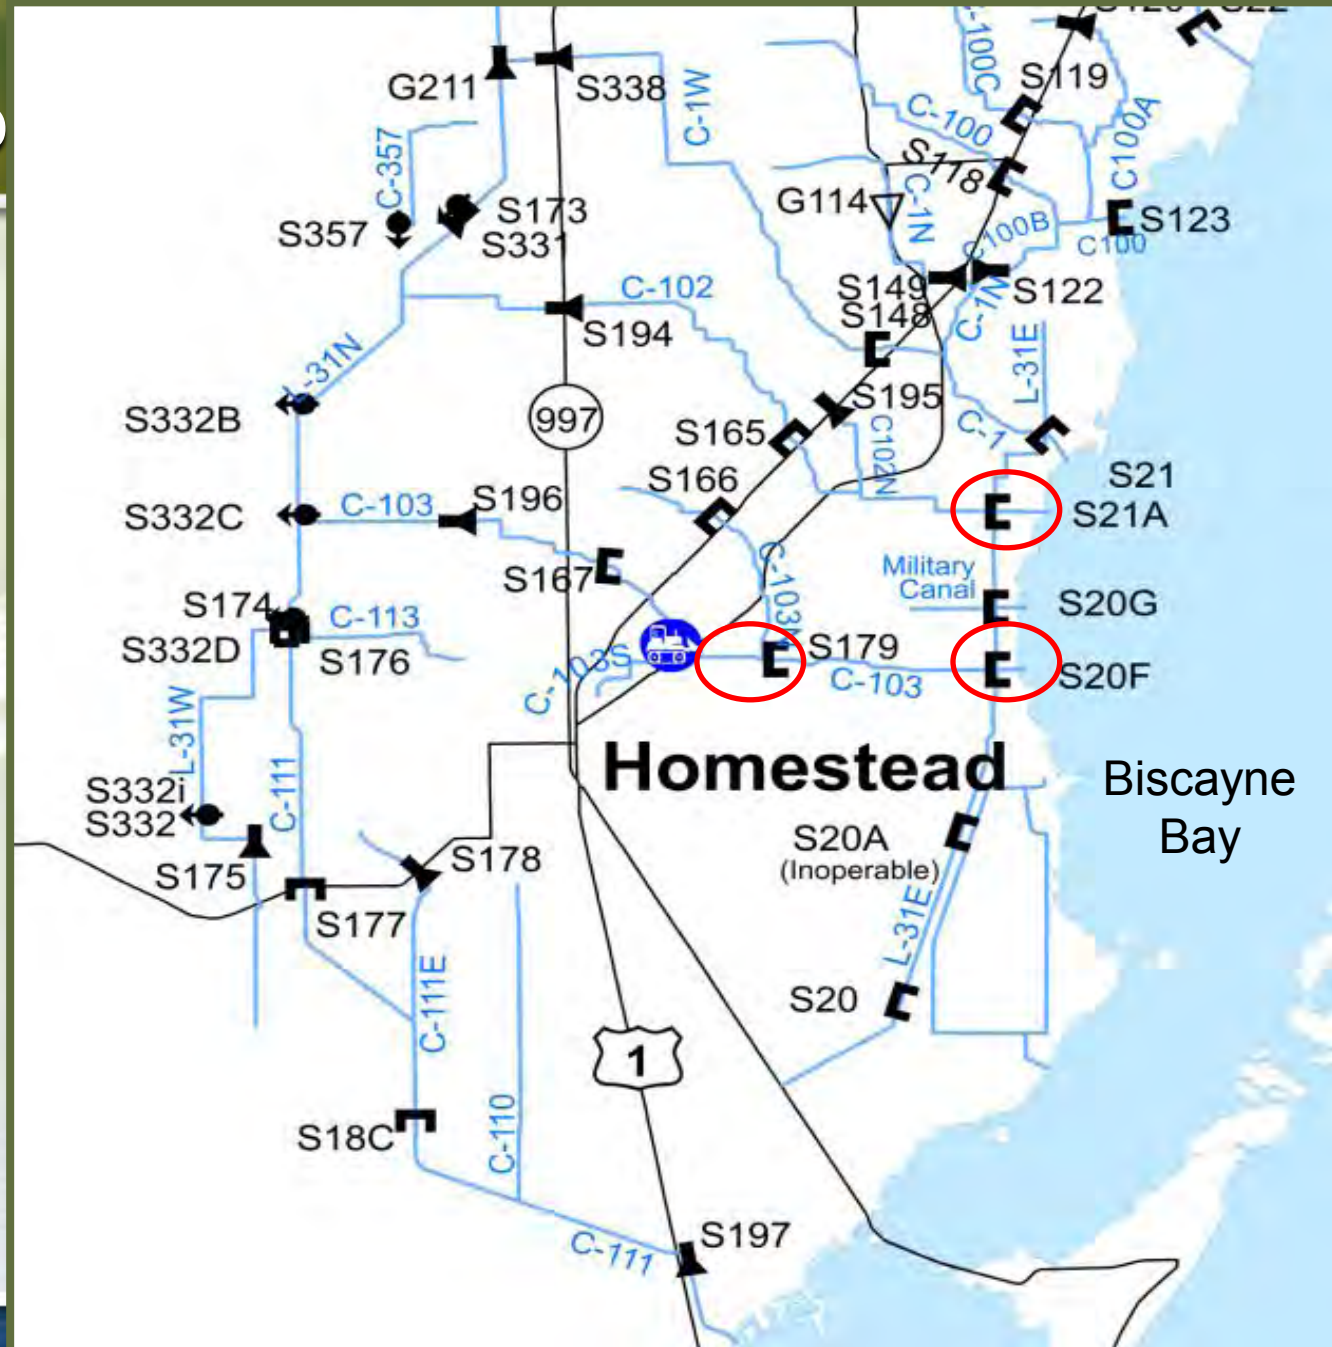 C-100C
S119
G211
S338
C-1W
C-100
C100A
C-357
S118
S173
S331
S357
G114
C-1N
C100B
S123
C100
C-102
S149
S148
C-1N
S122
S194
L-31N
L-31E
S332B
997
S195
S165
C-1
C102N
S21
S166
S21A
S332C
C-103
S196
S167
C-103N
Military
Canal
S20G
S174
C-113
S332D
S176
S179
C-103S
C-103
S20F
L-31W
C-111
Homestead
Biscayne
Bay
S332i
S332
S20A
(Inoperable)
S175
S178
S177
L-31E
C-111E
S20
1
C-110
S18C
S197
C-111